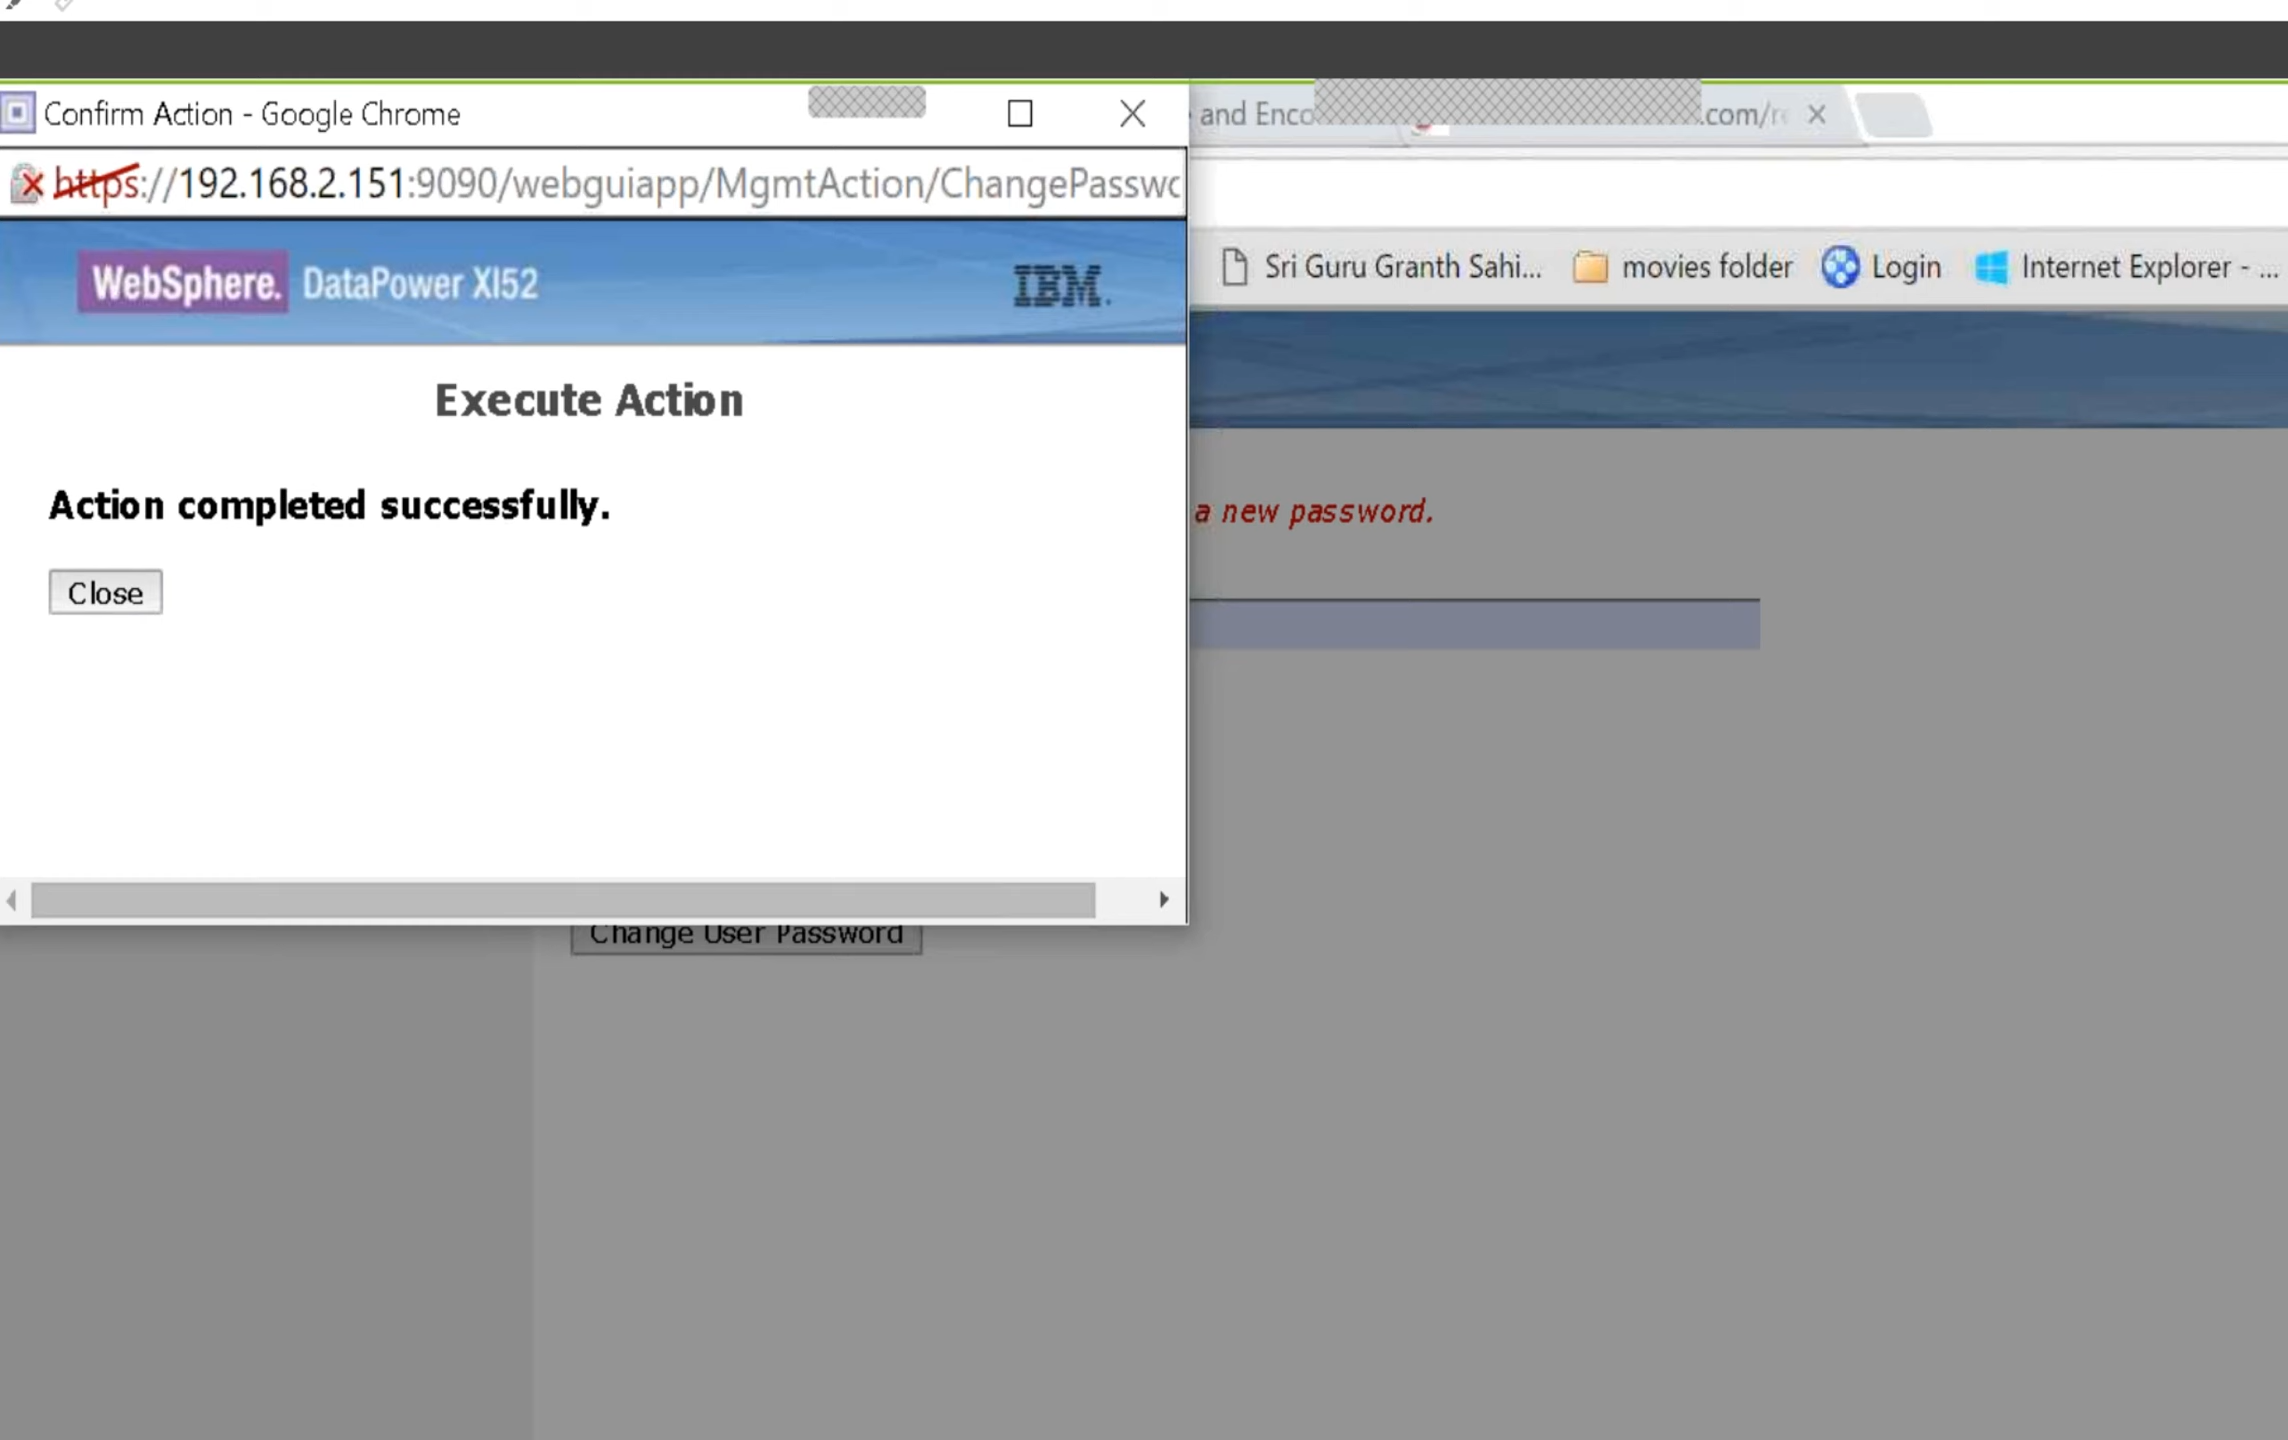 Confirm Action - Google Chrome
and Enco
.com/re
https://192.168.2.151:9090/webguiapp/MgmtAction/ChangePasswo
Sri Guru Granth Sahi...
movies folder
Login
Internet Explorer - ...
WebSphere. DataPower XI52
IBM.
Execute Action
Action completed successfully.
a new password.
Close
Change User Password